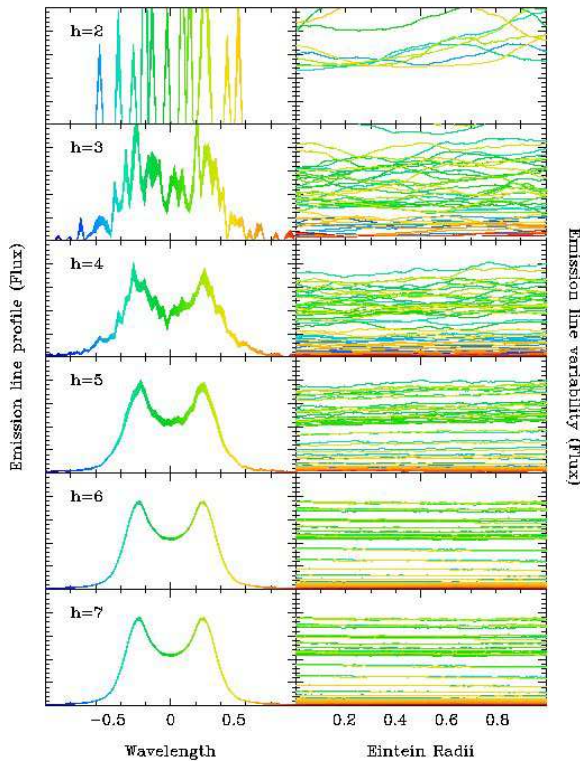 h=2
h=3
h=4
h=5
h=6
h=7
Emission line profile (Flux)
Emission line variability (Flux)
−0.5 0 0.5
0.2 0.4 0.6 0.8
Wavelength
Eintein Radii